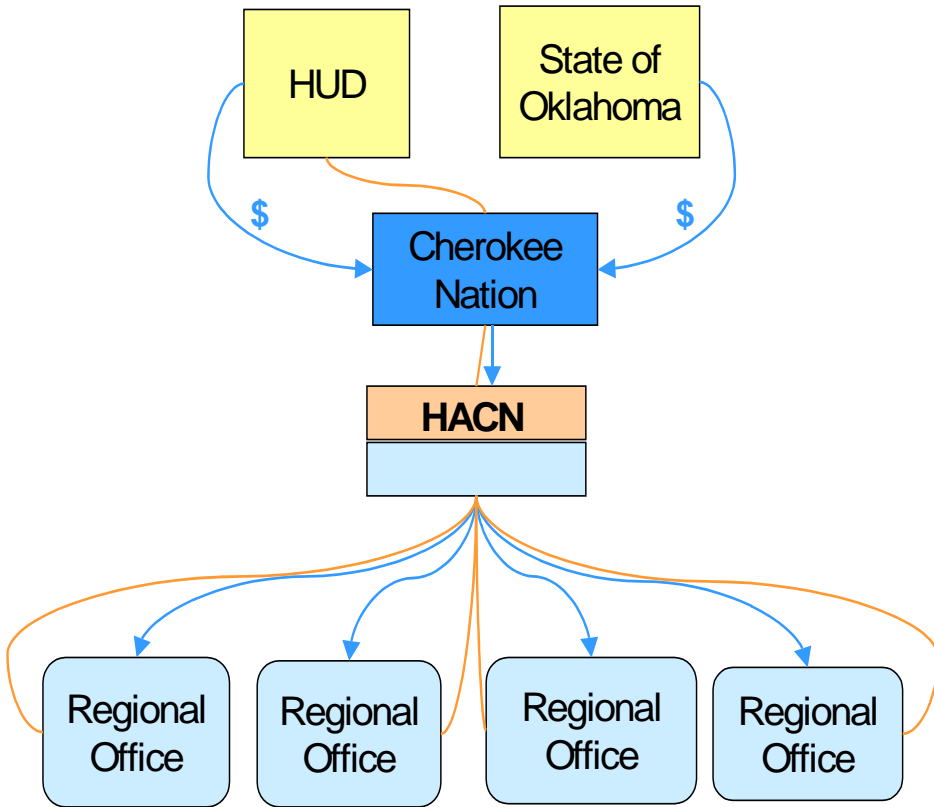 HUD
State of
Oklahoma
$
$
Cherokee
Nation
HACN
Regional
Office
Regional
Office
Regional
Office
Regional
Office